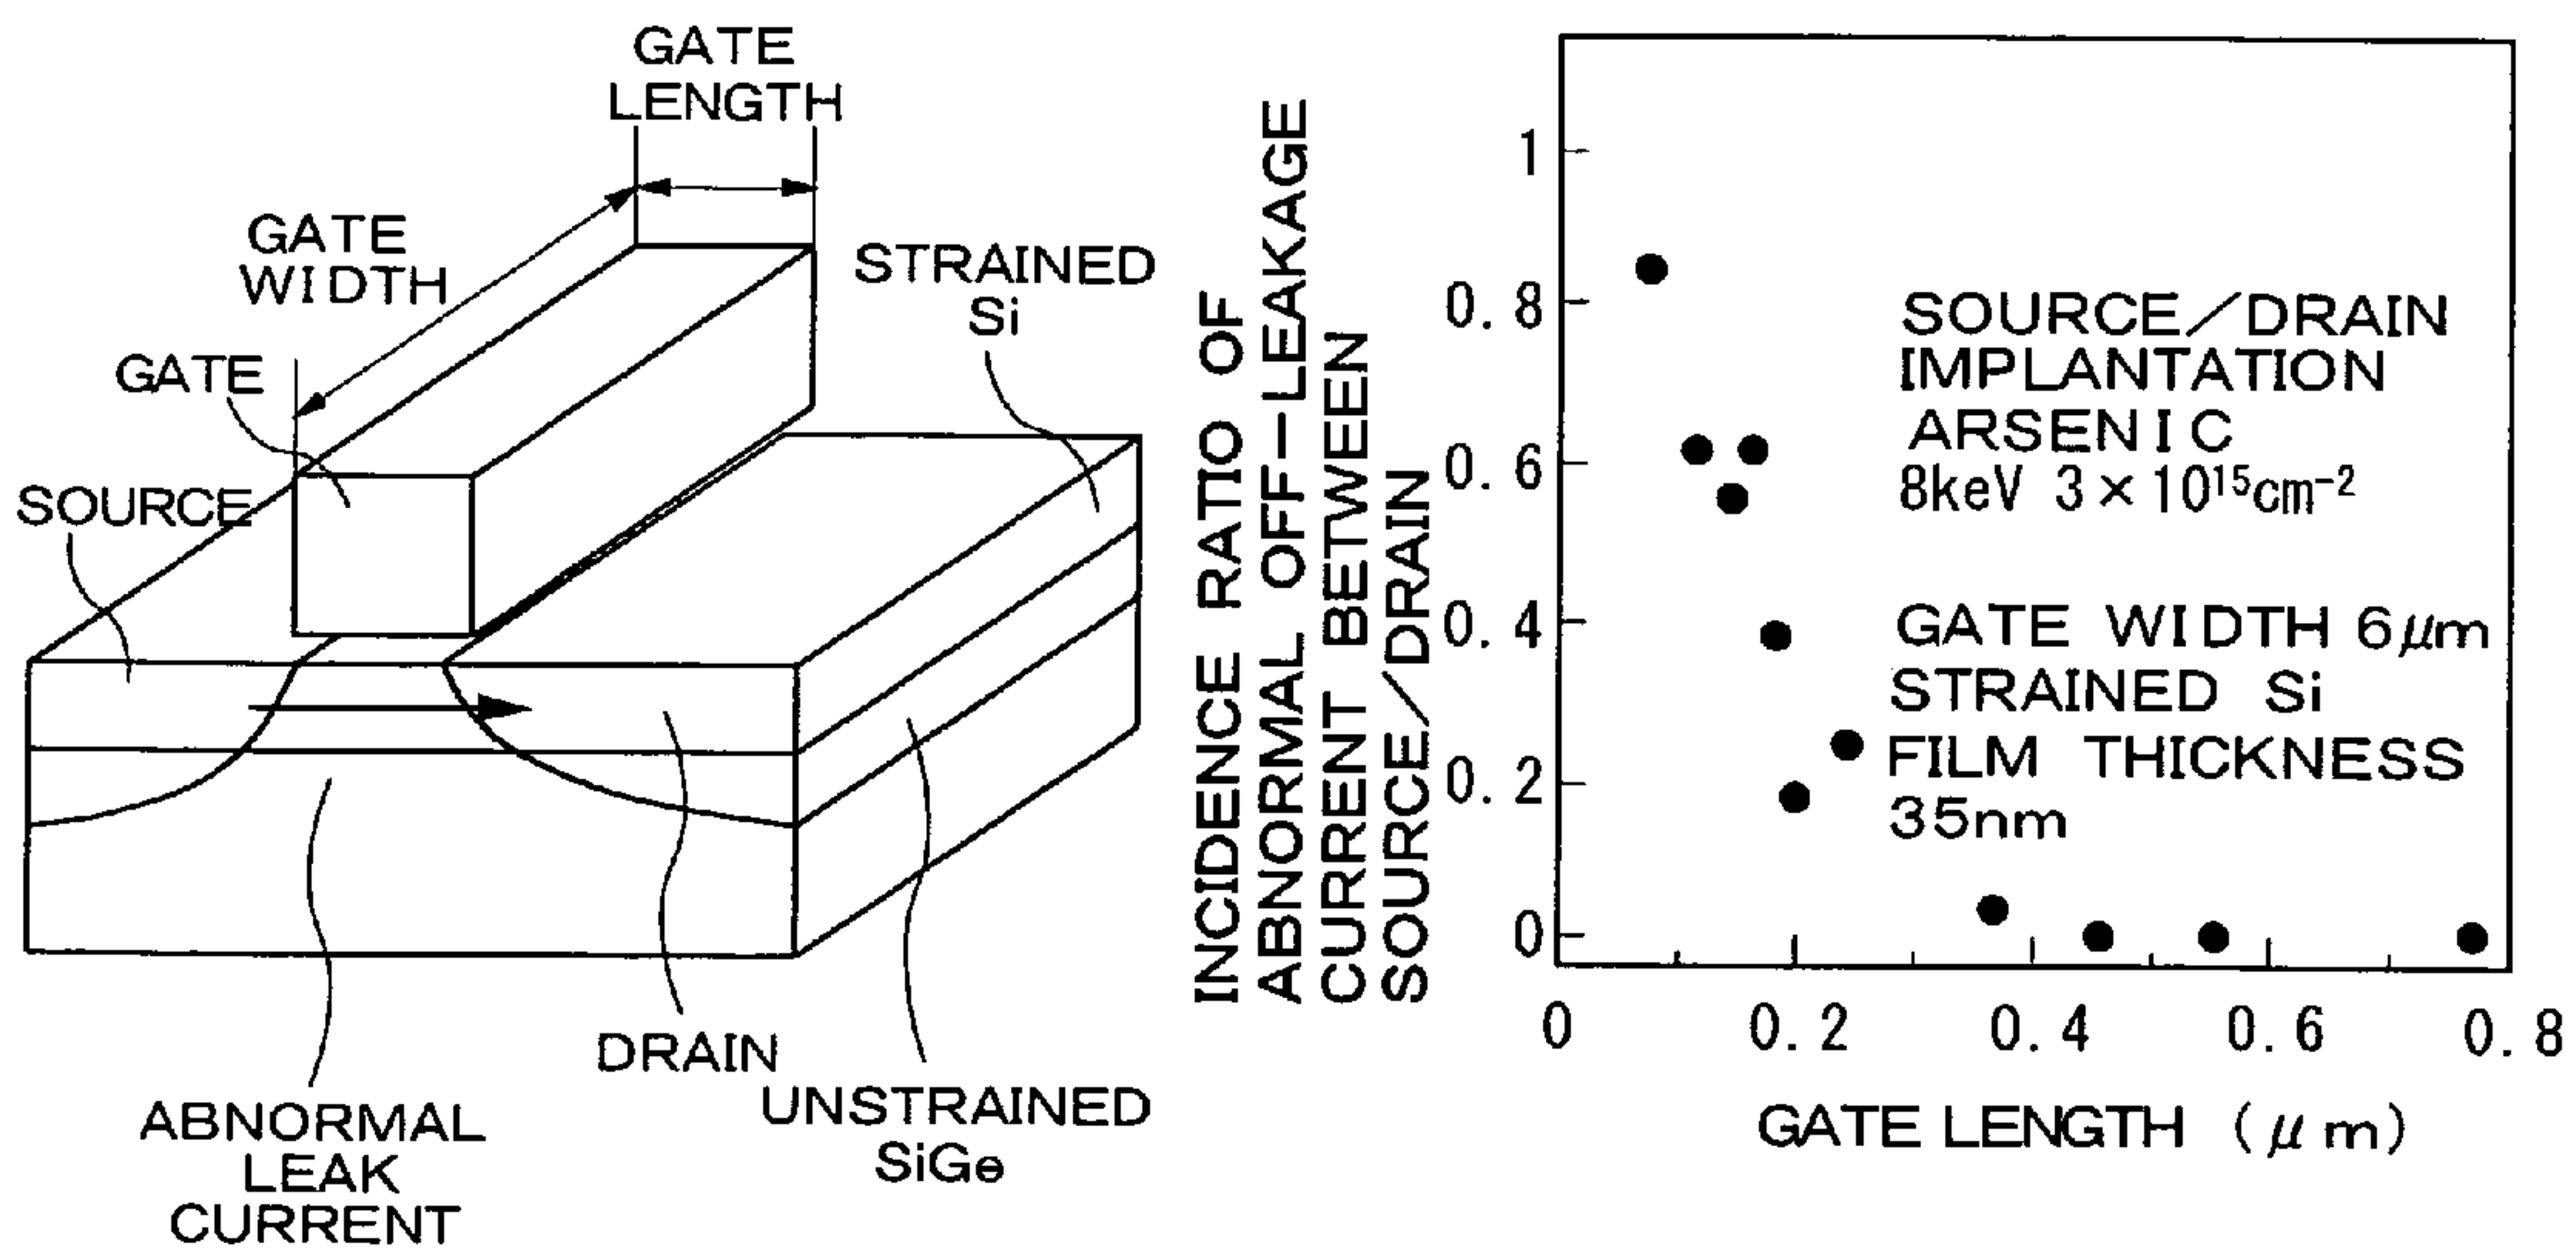 GATE
LENGTH
GATE
WIDTH
GATE
SOURCE
STRAINED
Si
DRAIN
UNSTRAINED
SiGe
ABNORMAL
LEAK
CURRENT
INCIDENCE RATIO OF
ABNORMAL OFF-LEAKAGE
CURRENT BETWEEN
SOURCE/DRAIN
1
0.8
0.6
0.4
0.2
0
SOURCE/DRAIN
IMPLANTATION
ARSENIC
8keV 3×10¹⁵cm⁻²
GATE WIDTH 6μm
STRAINED Si
FILM THICKNESS
35nm
0 0.2 0.4 0.6 0.8
GATE LENGTH (μm)